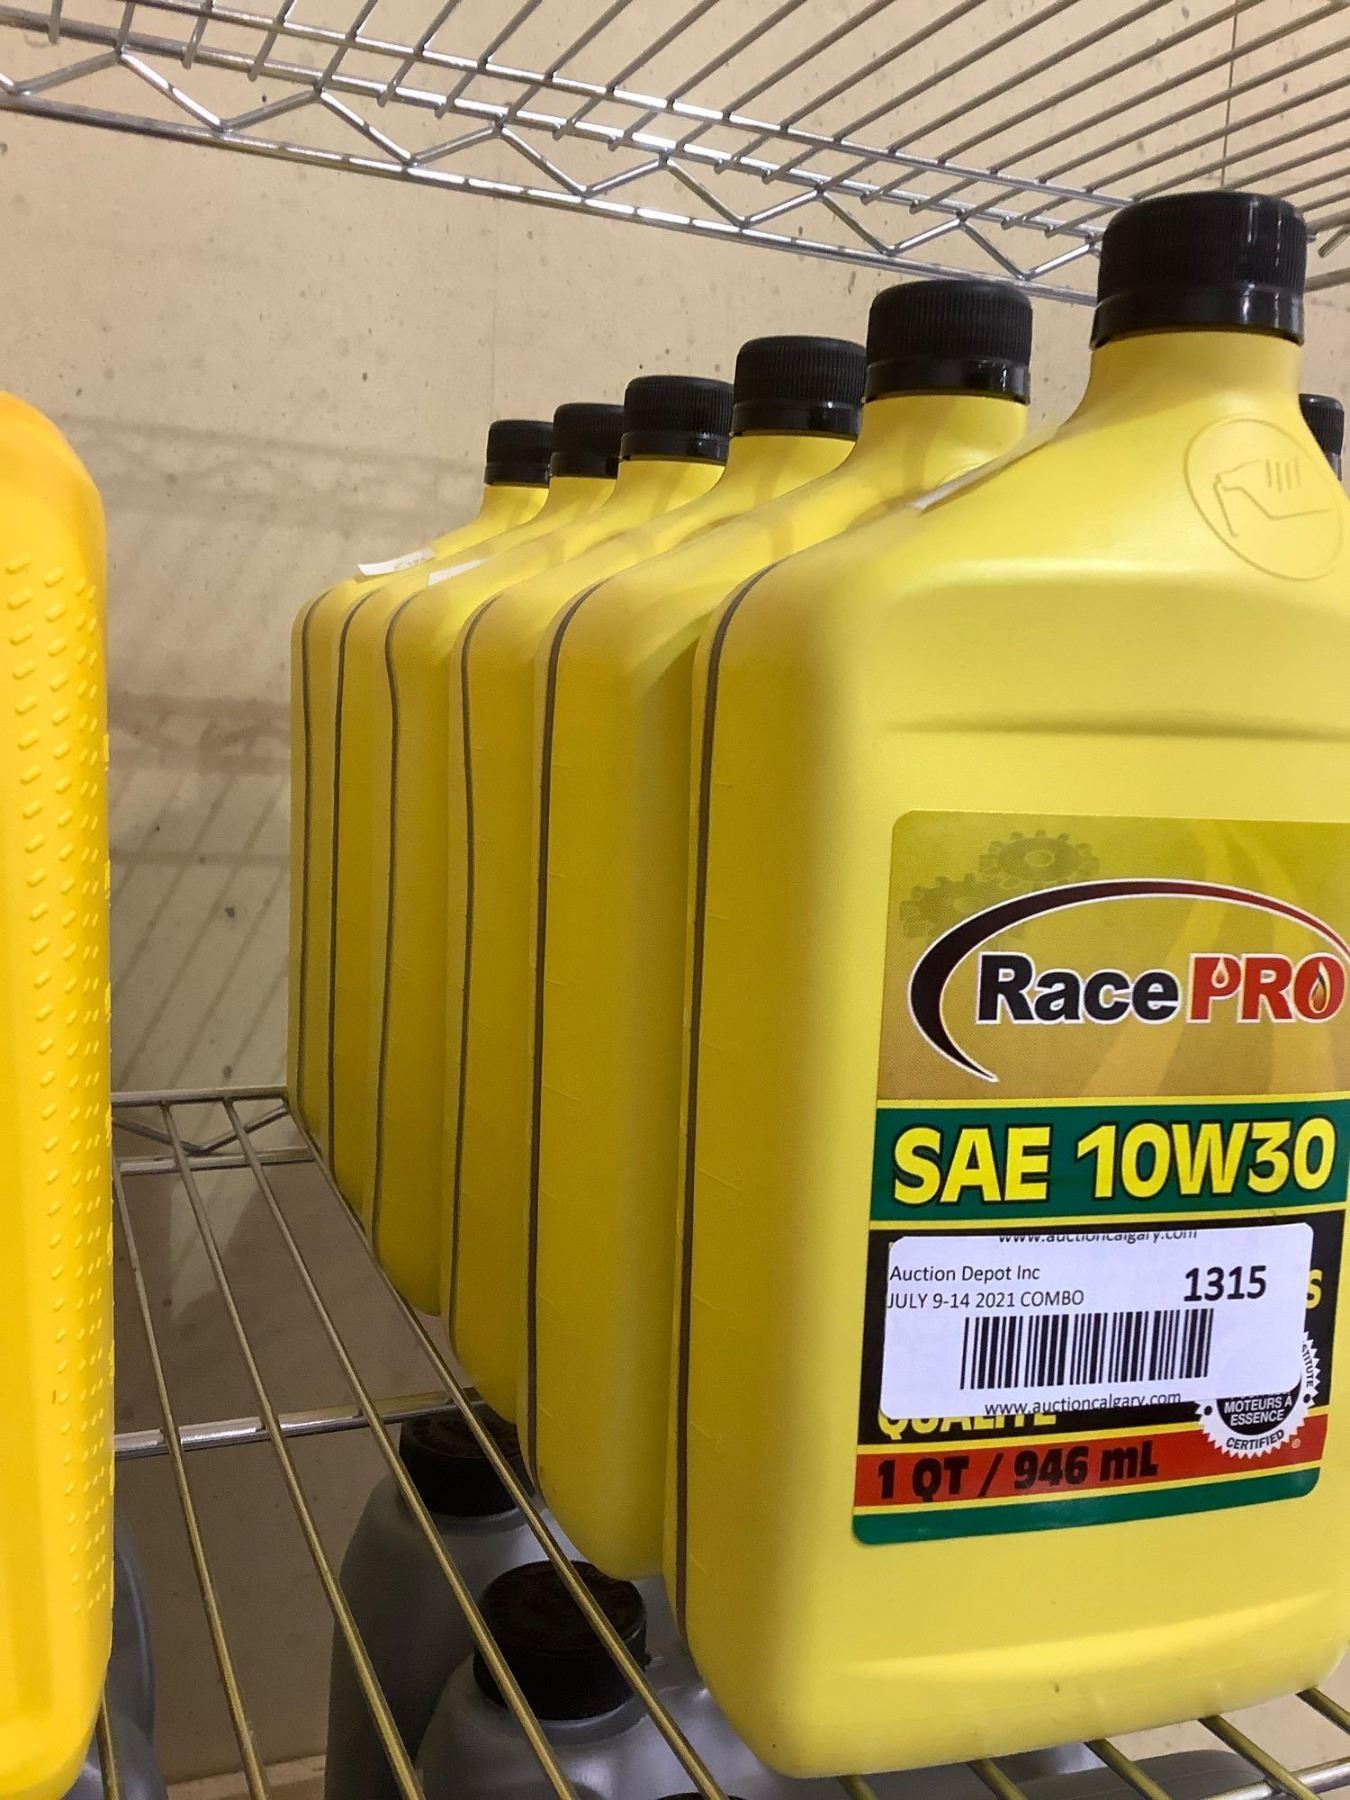 RacePRO
SAE 10W30
www.auctioncalgary.com
Auction Depot Inc
1315
JULY 9-14 2021 COMBO
www.auctioncalgary.com
QUALITÉ
MOTEURS À
ESSENCE
CERTIFIED
1 QT / 946 mL